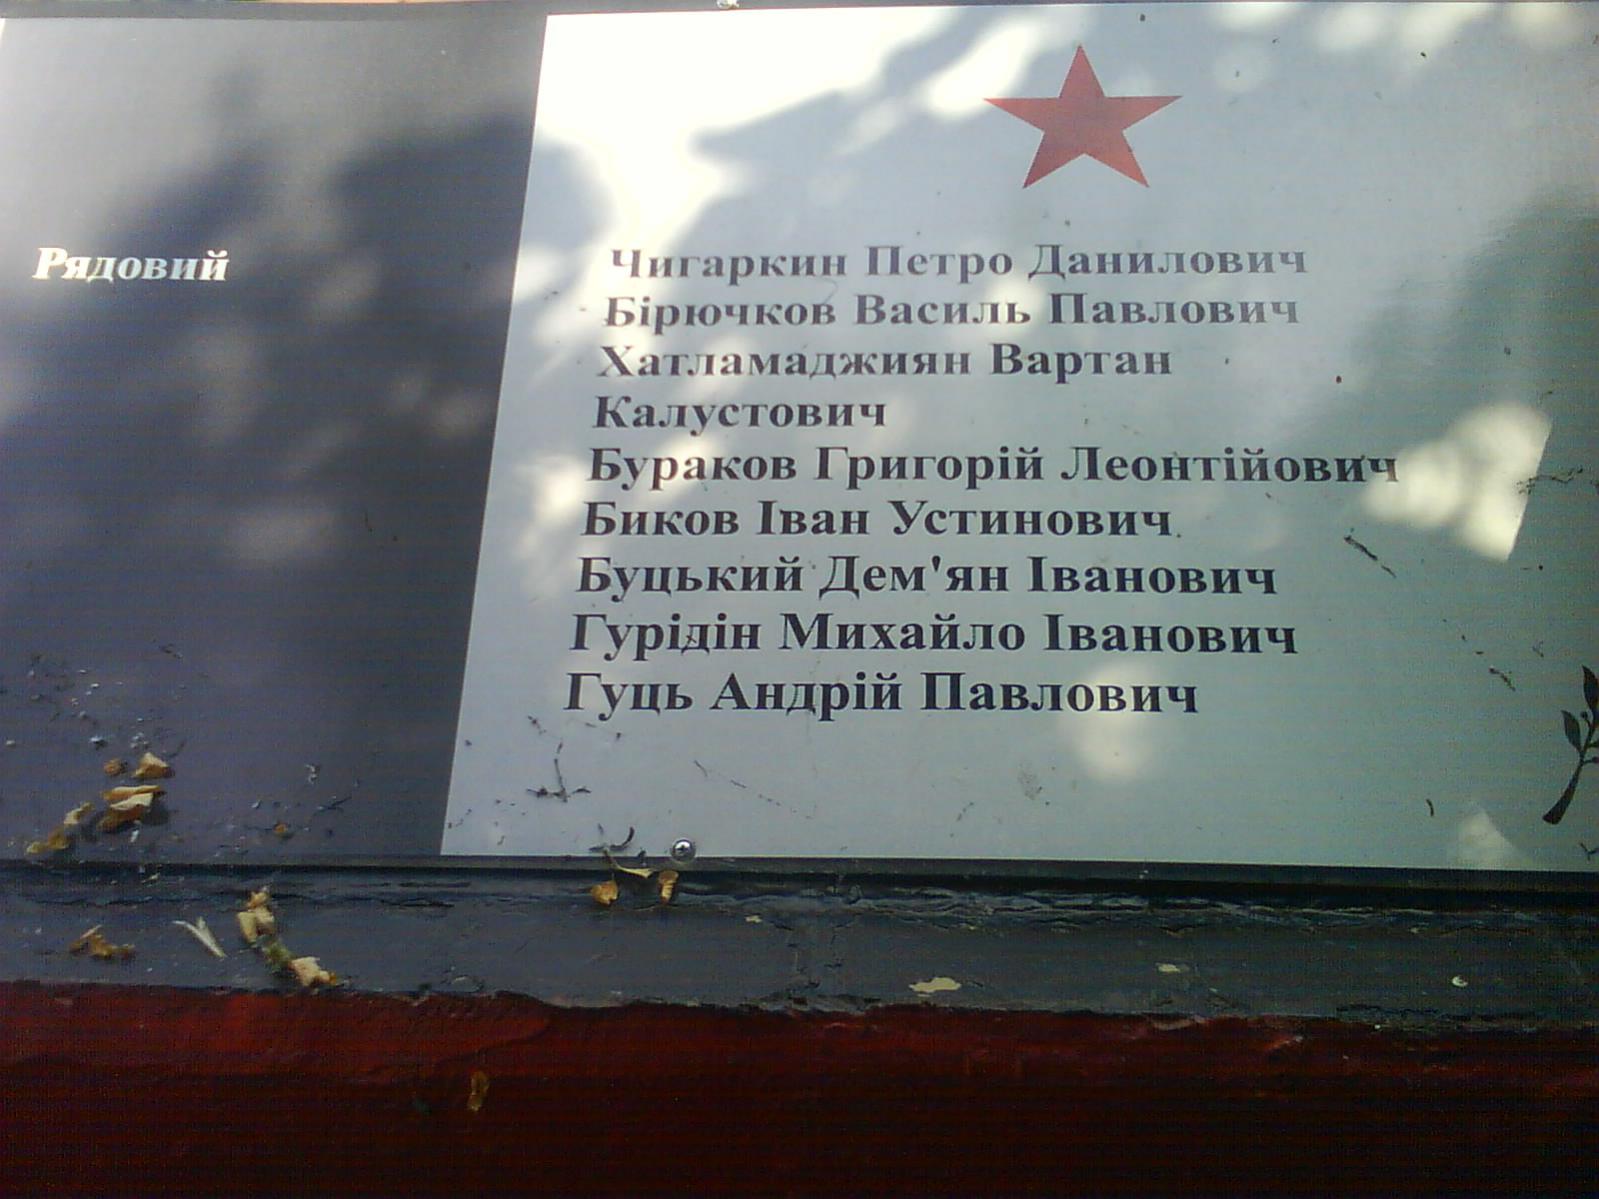 Рядовий
Чигаркин Петро Данилович
Бірючков Василь Павлович
Хатламаджиян Вартан
Калустович
Бураков Григорій Леонтійович
Биков Іван Устинович
Буцький Дем'ян Іванович
Гурідін Михайло Іванович
Гуць Андрій Павлович